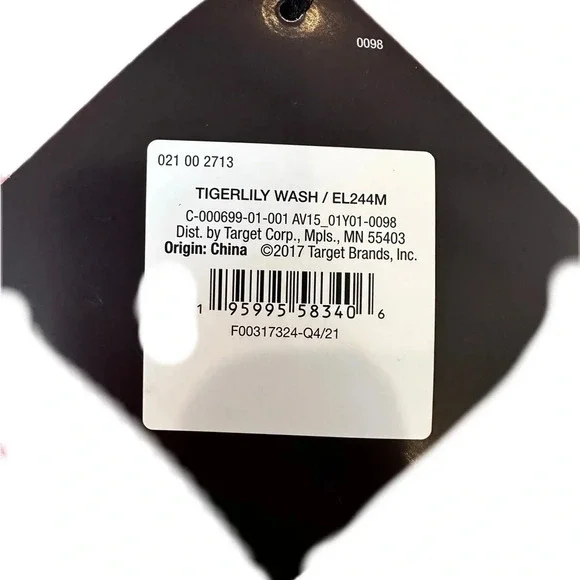 0098
021 00 2713
TIGERLILY WASH / EL244M
C-000699-01-001 AV15_01Y01-0098
Dist. by Target Corp., Mpls., MN 55403
Origin: China ©2017 Target Brands, Inc.
1 95995 58340 6
F00317324-Q4/21